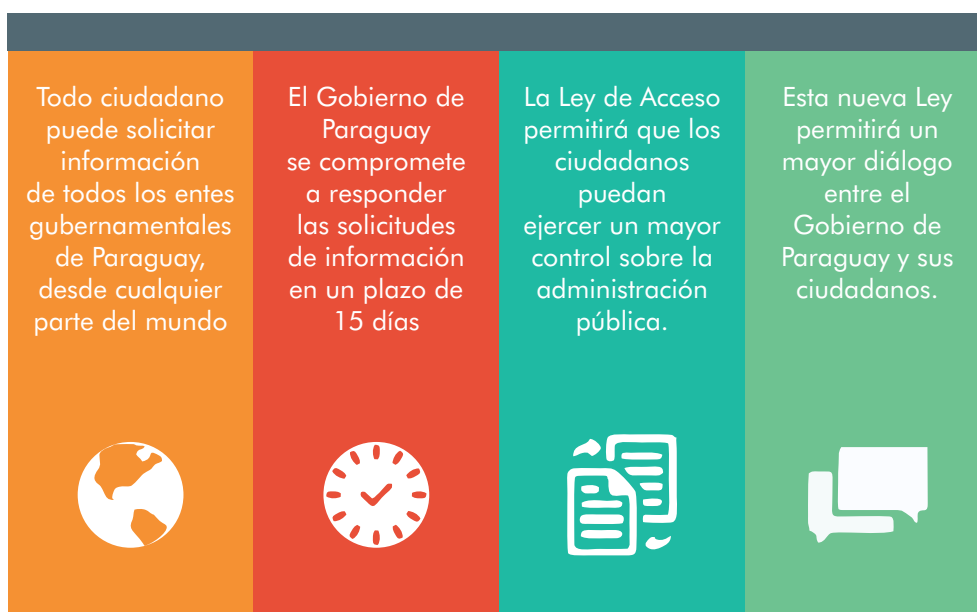 Todo ciudadano
puede solicitar
información
de todos los entes
gubernamentales
de Paraguay,
desde cualquier
parte del mundo
El Gobierno de
Paraguay
se compromete
a responder
las solicitudes
de información
en un plazo de
15 días
La Ley de Acceso
permitirá que los
ciudadanos
puedan
ejercer un mayor
control sobre la
administración
pública.
Esta nueva Ley
permitirá un
mayor diálogo
entre el
Gobierno de
Paraguay y sus
ciudadanos.